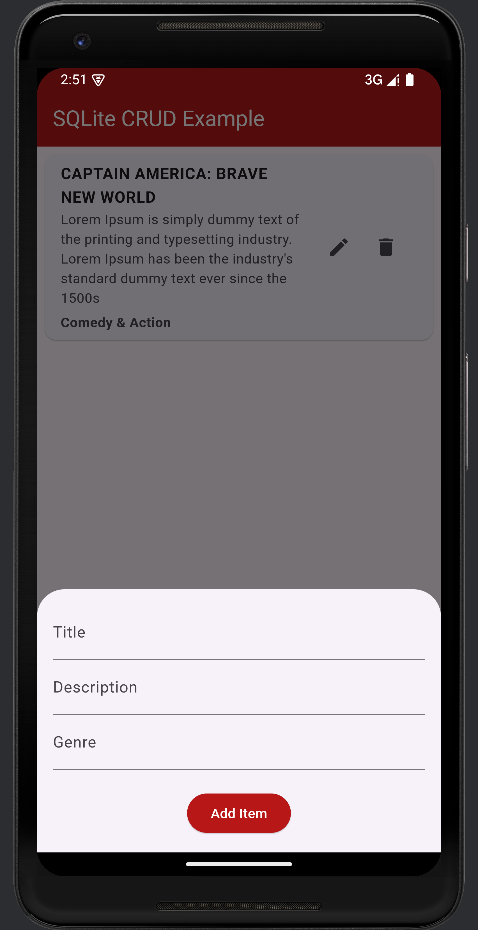 2:51 3G
SQLite CRUD Example
CAPTAIN AMERICA: BRAVE
NEW WORLD
Lorem Ipsum is simply dummy text of
the printing and typesetting industry.
Lorem Ipsum has been the industry's
standard dummy text ever since the
1500s
Comedy & Action
Title
Description
Genre
Add Item